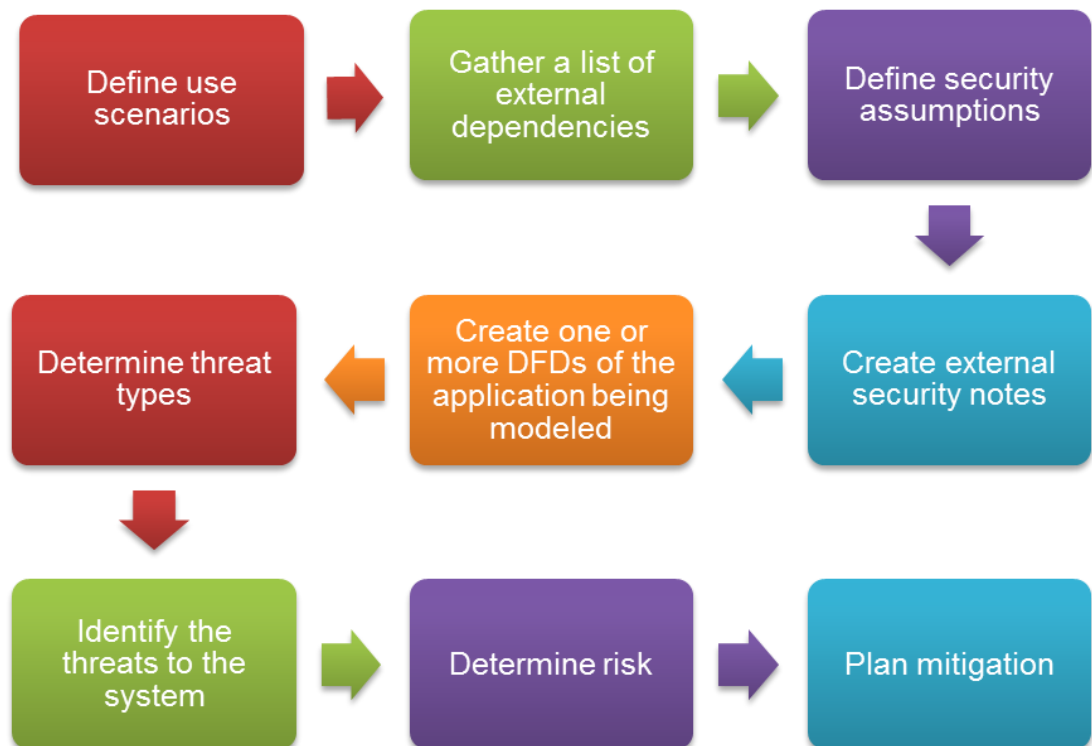 Define use
scenarios
Gather a list of
external
dependencies
Define security
assumptions
Create external
security notes
Create one or
more DFDs of the
application being
modeled
Determine threat
types
Identify the
threats to the
system
Determine risk
Plan mitigation